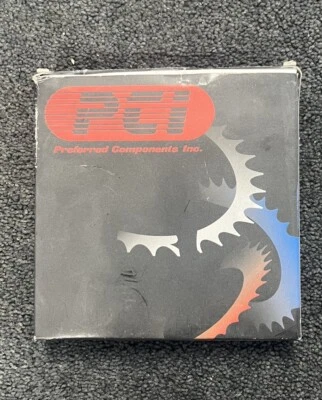 PCi
Preferred Components Inc.